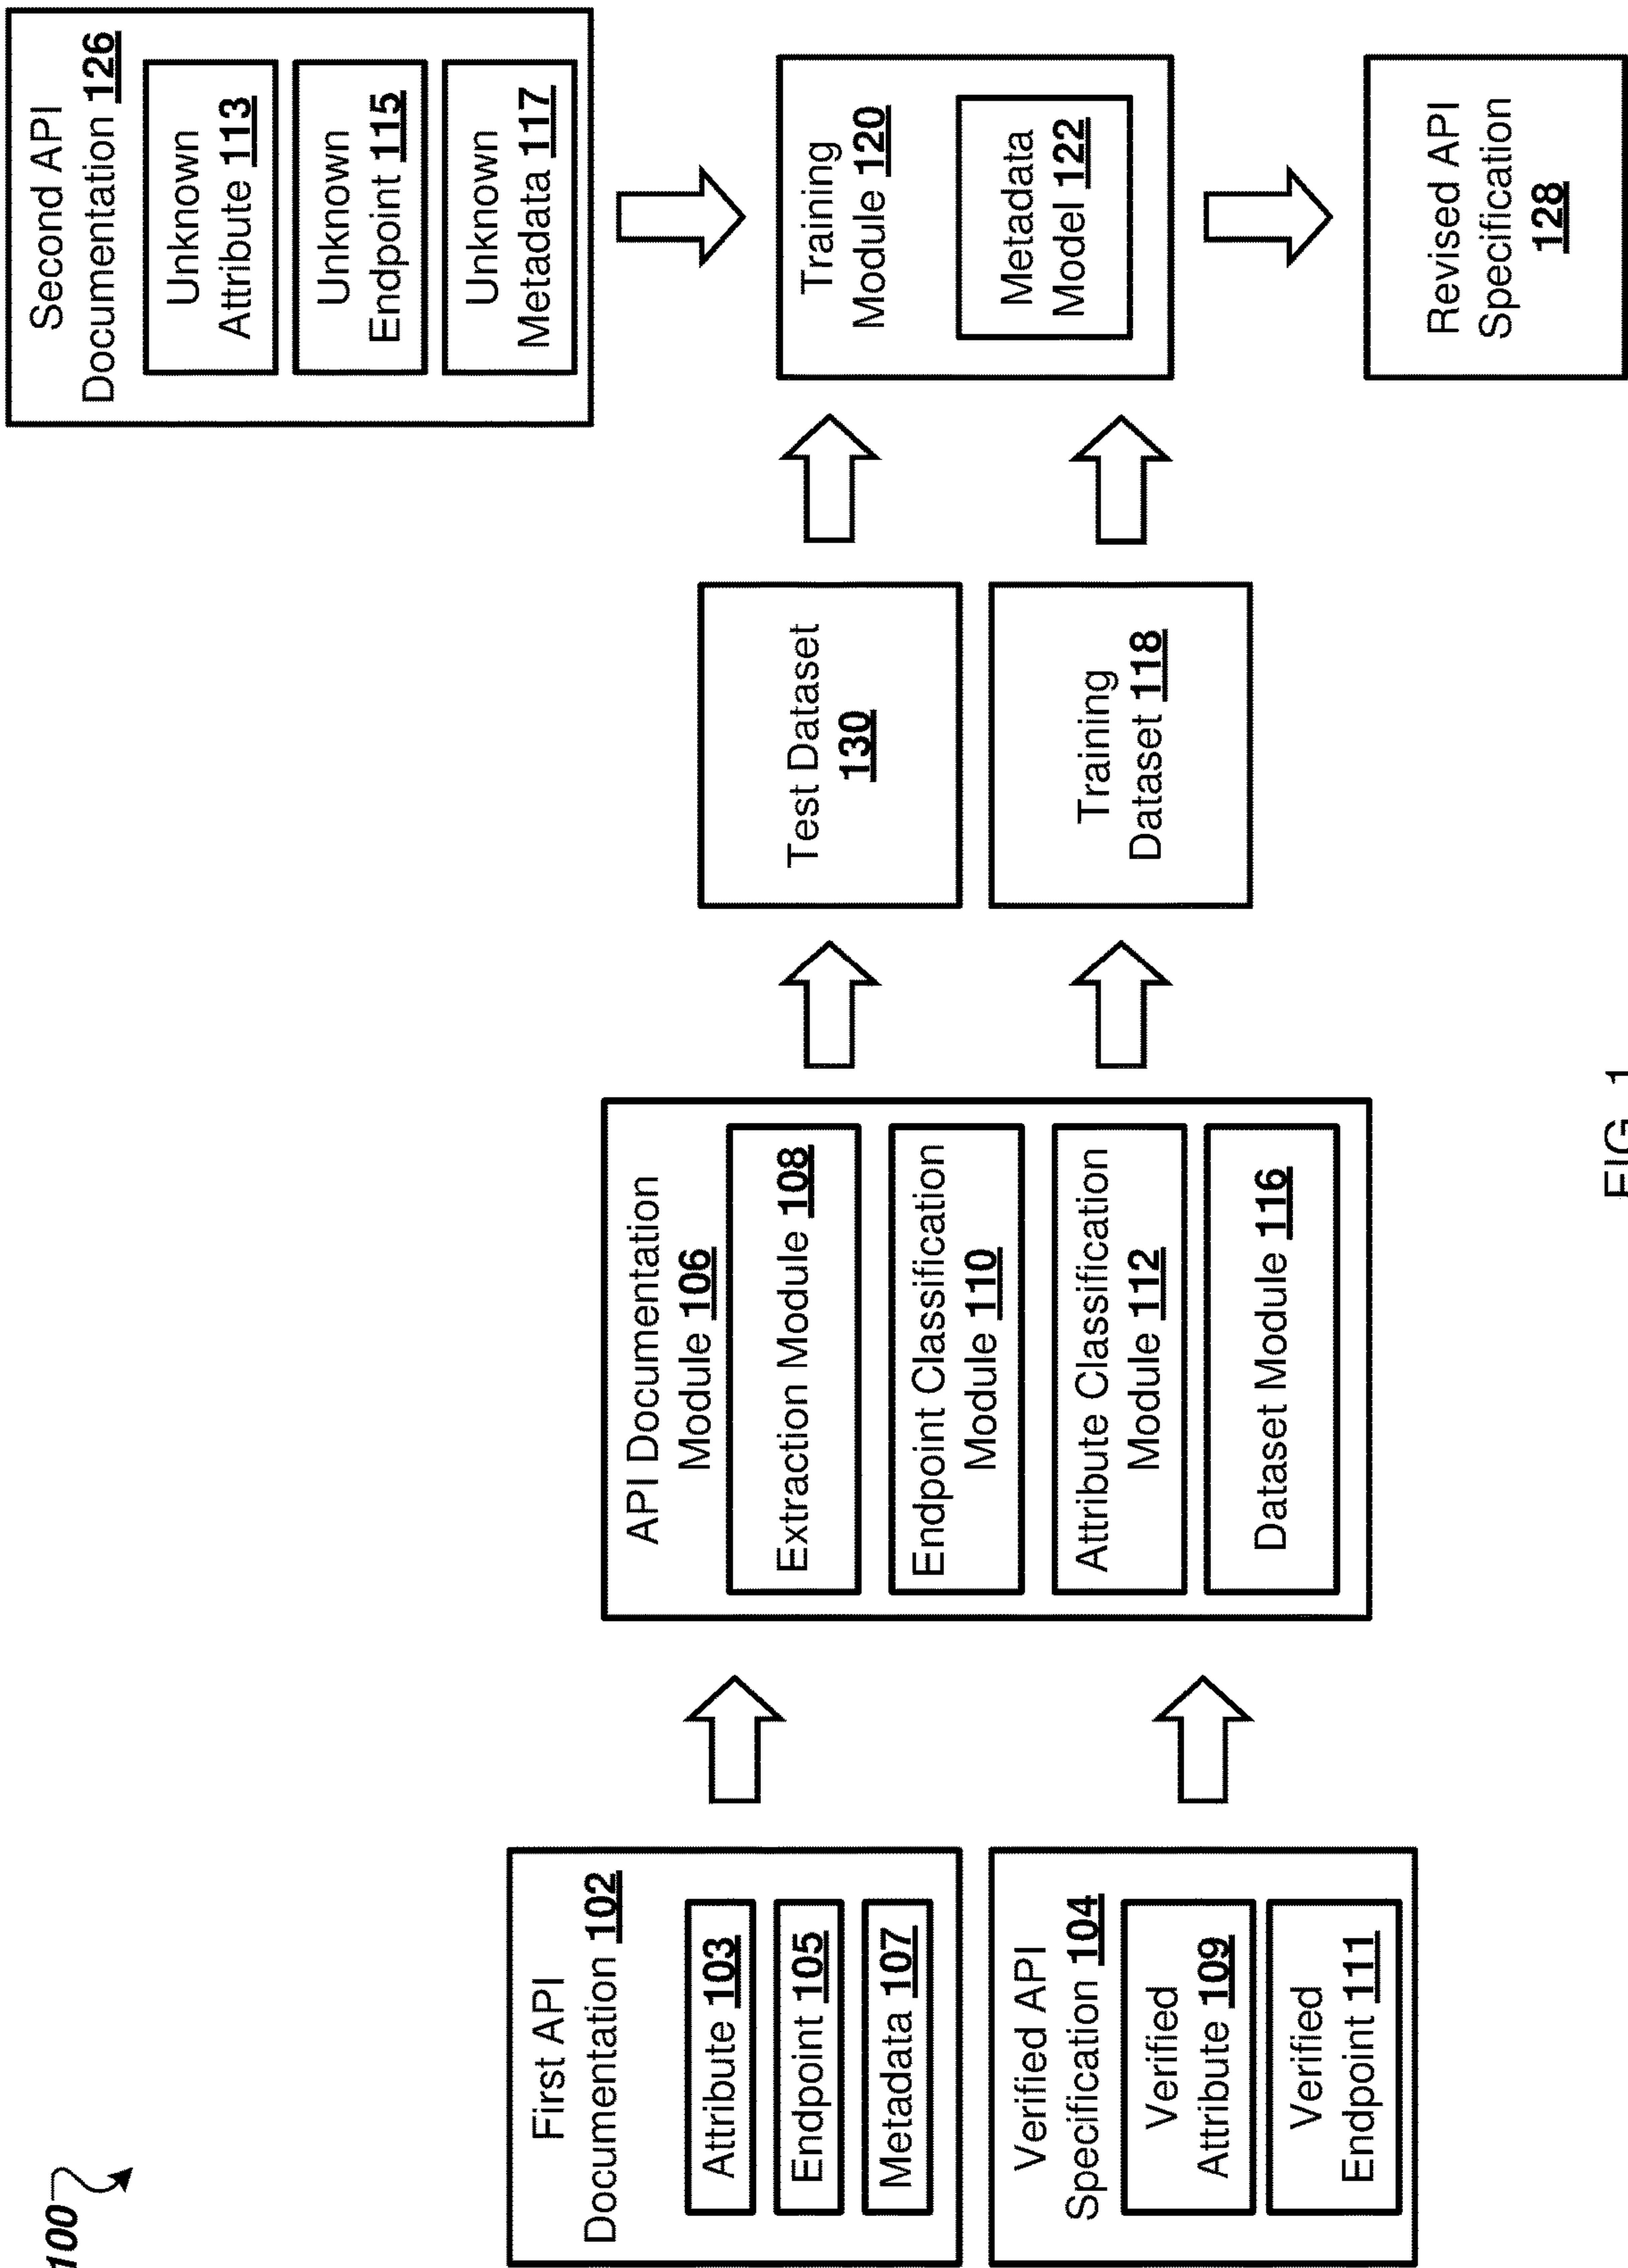 100
First API
Documentation 102
Attribute 103
Endpoint 105
Metadata 107
Verified API
Specification 104
Verified
Attribute 109
Verified
Endpoint 111
API Documentation
Module 106
Extraction Module 108
Endpoint Classification
Module 110
Attribute Classification
Module 112
Dataset Module 116
Test Dataset
130
Training
Dataset 118
Second API
Documentation 126
Unknown
Attribute 113
Unknown
Endpoint 115
Unknown
Metadata 117
Training
Module 120
Metadata
Model 122
Revised API
Specification
128
FIG. 1